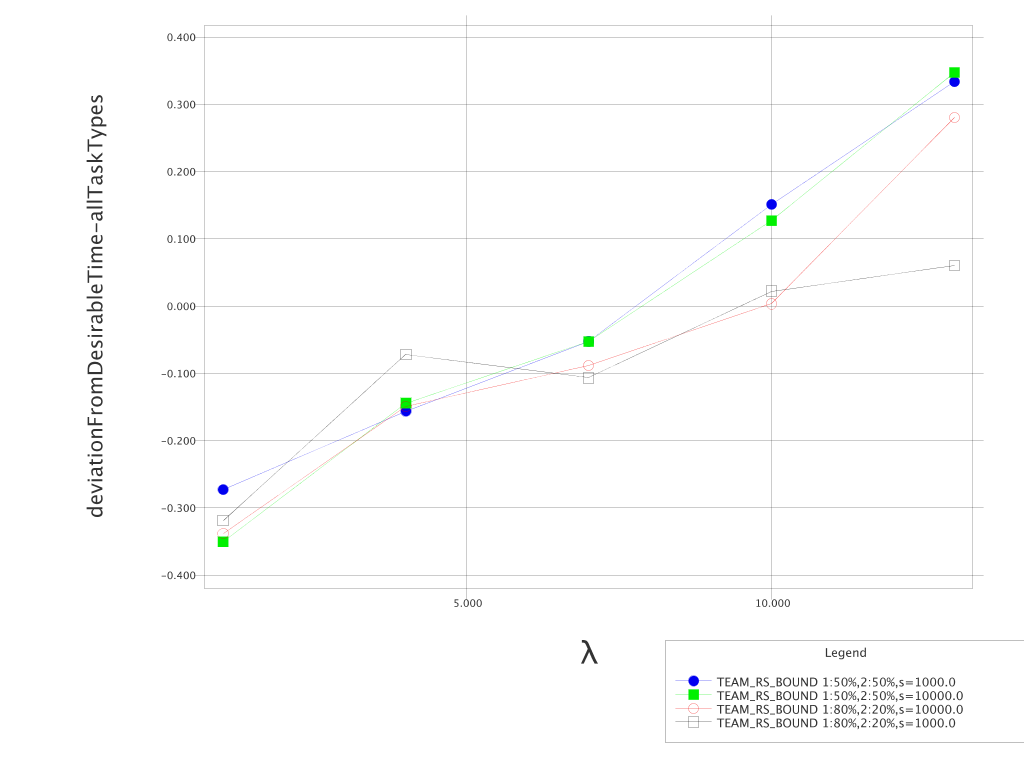 deviationFromDesirableTime-allTaskTypes
0.400
0.300
0.200
0.100
0.000
-0.100
-0.200
-0.300
-0.400
5.000
10.000
λ
Legend
TEAM_RS_BOUND 1:50%,2:50%,s=1000.0
TEAM_RS_BOUND 1:50%,2:50%,s=10000.0
TEAM_RS_BOUND 1:80%,2:20%,s=10000.0
TEAM_RS_BOUND 1:80%,2:20%,s=1000.0